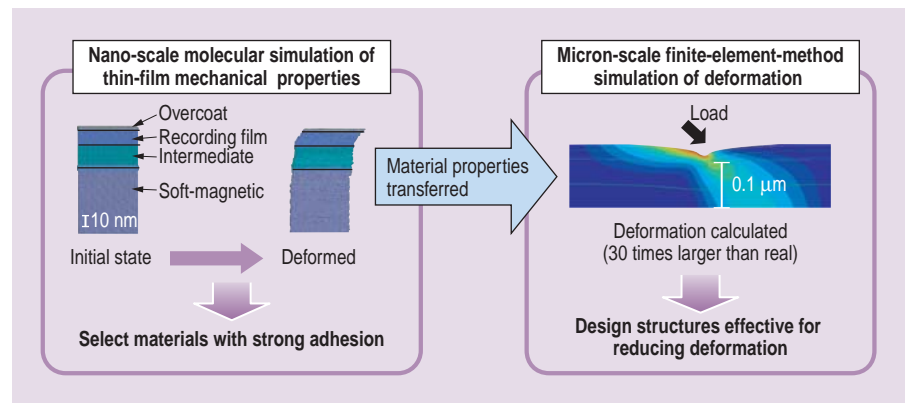 Nano-scale molecular simulation of
thin-film mechanical properties
Overcoat
Recording film
Intermediate
Soft-magnetic
10 nm
Initial state
Deformed
Select materials with strong adhesion
Material properties
transferred
Micron-scale finite-element-method
simulation of deformation
Load
0.1 μm
Deformation calculated
(30 times larger than real)
Design structures effective for
reducing deformation